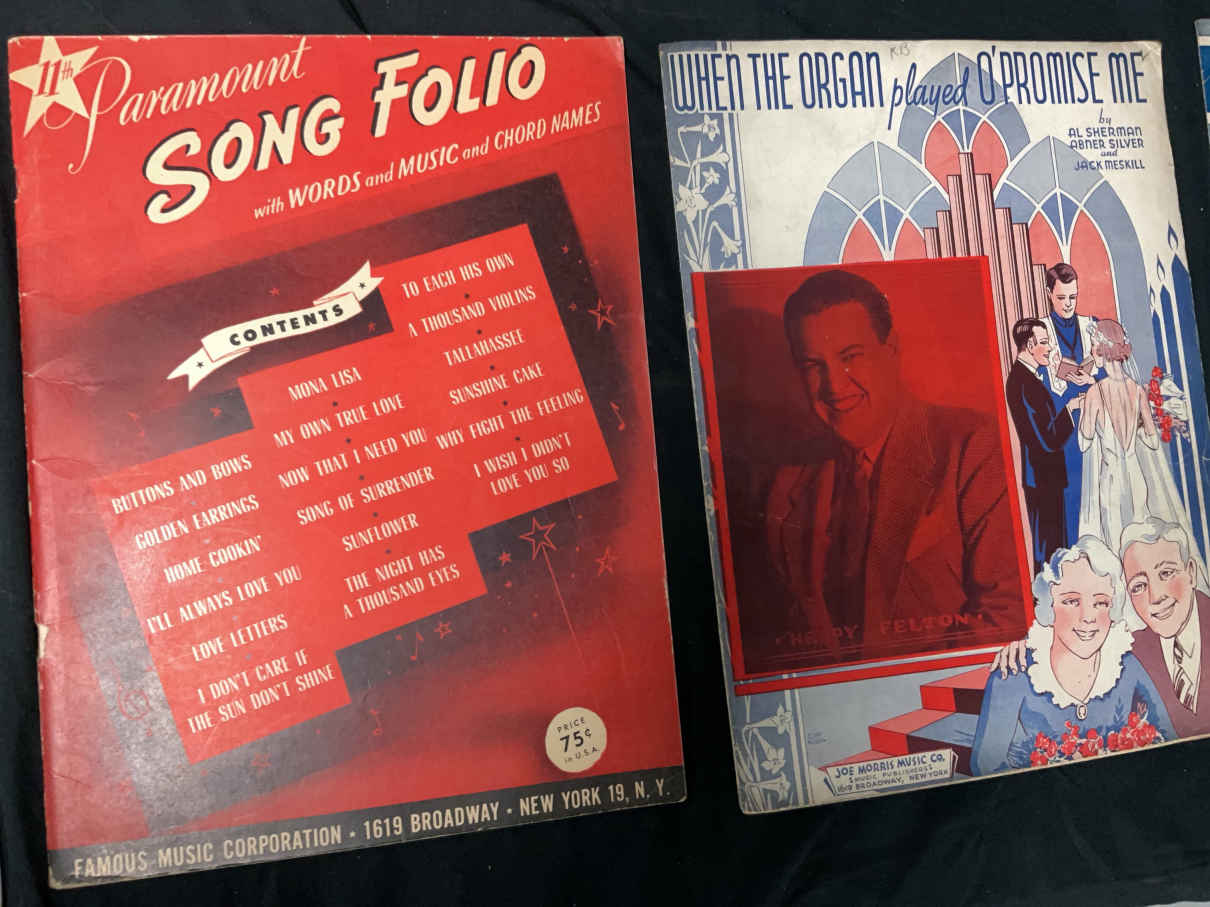 11th
Paramount
SONG FOLIO
with WORDS and MUSIC and CHORD NAMES
CONTENTS
BUTTONS AND BOWS
GOLDEN EARRINGS
HOME COOKIN'
I'LL ALWAYS LOVE YOU
LOVE LETTERS
I DON'T CARE IF
THE SUN DON'T SHINE
MONA LISA
MY OWN TRUE LOVE
NOW THAT I NEED YOU
SONG OF SURRENDER
SUNFLOWER
THE NIGHT HAS
A THOUSAND EYES
TO EACH HIS OWN
A THOUSAND VIOLINS
TALLAHASSEE
SUNSHINE CAKE
WHY FIGHT THE FEELING
I WISH I DIDN'T
LOVE YOU SO
PRICE
75¢
in U.S.A.
FAMOUS MUSIC CORPORATION ★ 1619 BROADWAY ★ NEW YORK 19, N. Y.
WHEN THE ORGAN played O'PROMISE ME
by
AL SHERMAN
ABNER SILVER
and
JACK MESKILL
FELTON
JOE MORRIS MUSIC CO.
MUSIC PUBLISHERS
1619 BROADWAY, NEW YORK